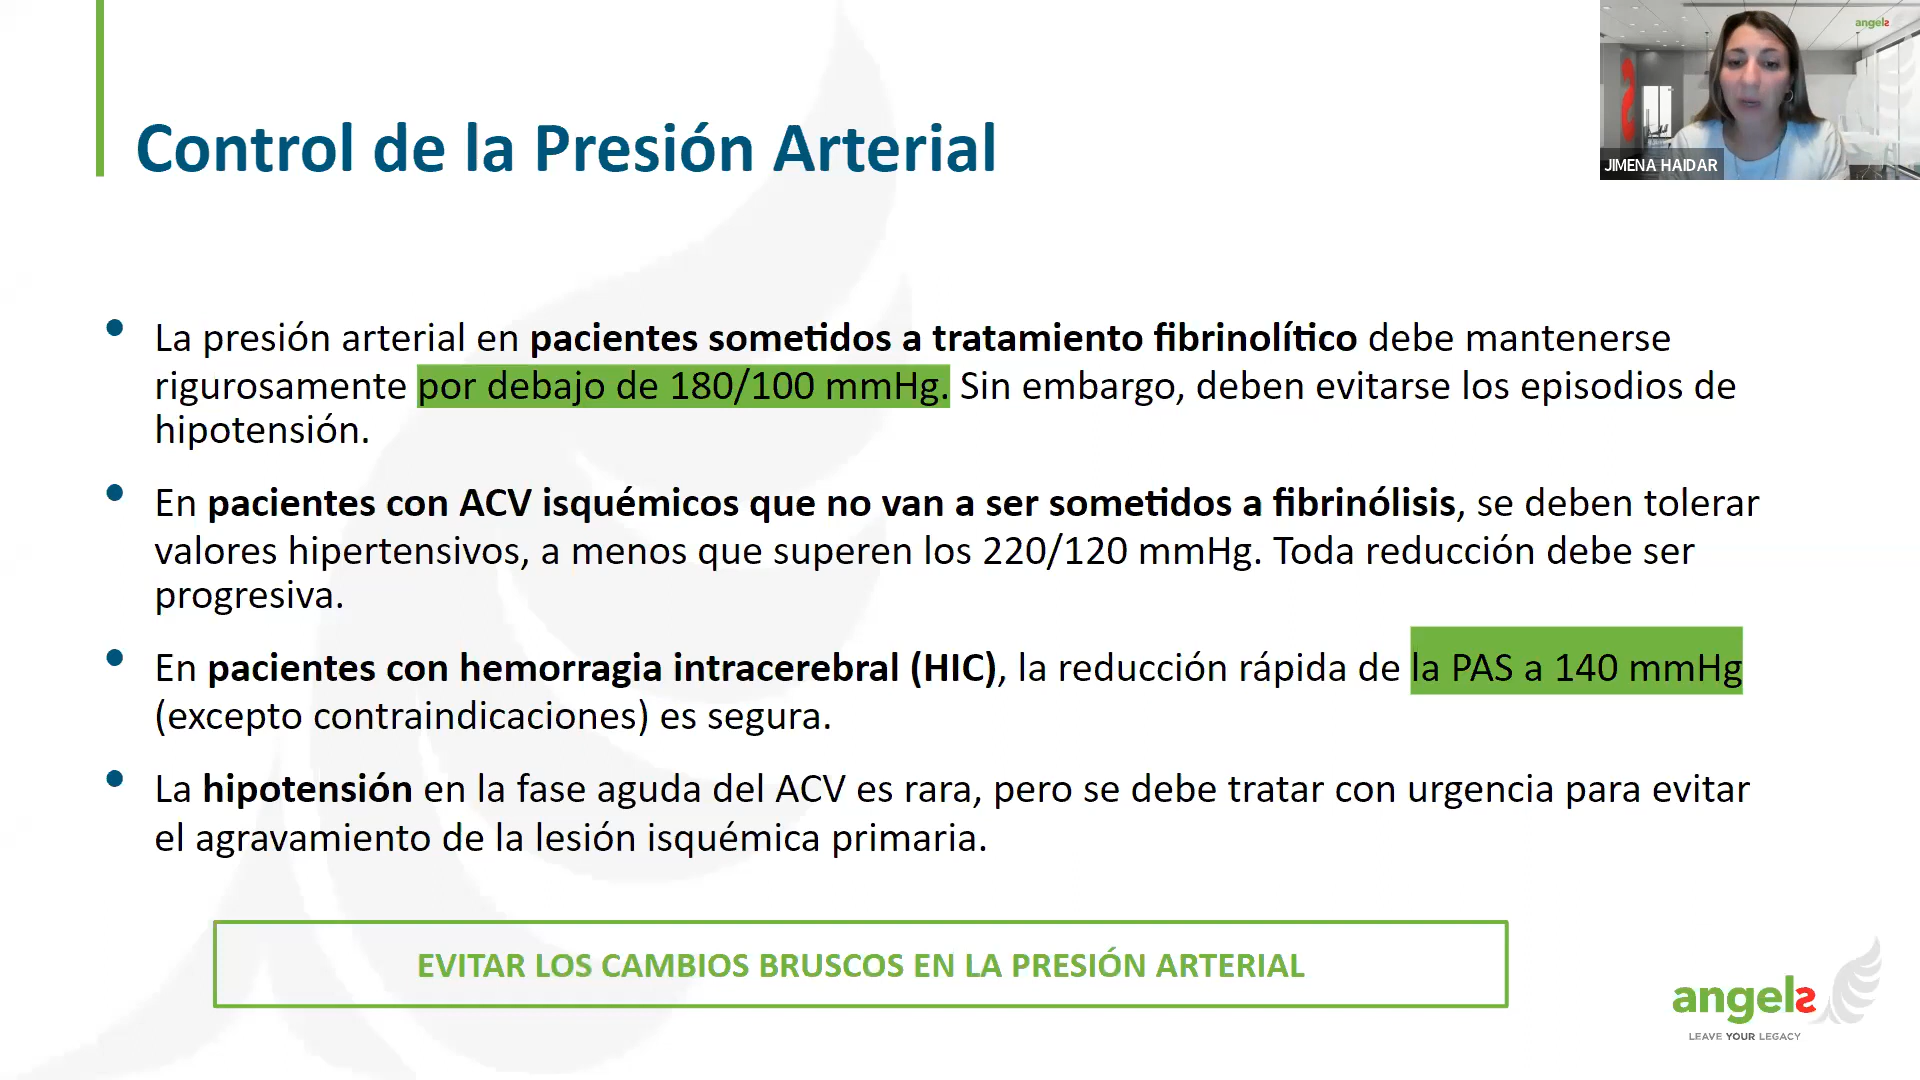 angels
JIMENA HAIDAR
Control de la Presión Arterial
La presión arterial en pacientes sometidos a tratamiento fibrinolítico debe mantenerse
rigurosamente por debajo de 180/100 mmHg. Sin embargo, deben evitarse los episodios de
hipotensión.
En pacientes con ACV isquémicos que no van a ser sometidos a fibrinólisis, se deben tolerar
valores hipertensivos, a menos que superen los 220/120 mmHg. Toda reducción debe ser
progresiva.
En pacientes con hemorragia intracerebral (HIC), la reducción rápida de la PAS a 140 mmHg
(excepto contraindicaciones) es segura.
La hipotensión en la fase aguda del ACV es rara, pero se debe tratar con urgencia para evitar
el agravamiento de la lesión isquémica primaria.
EVITAR LOS CAMBIOS BRUSCOS EN LA PRESIÓN ARTERIAL
angels
LEAVE YOUR LEGACY